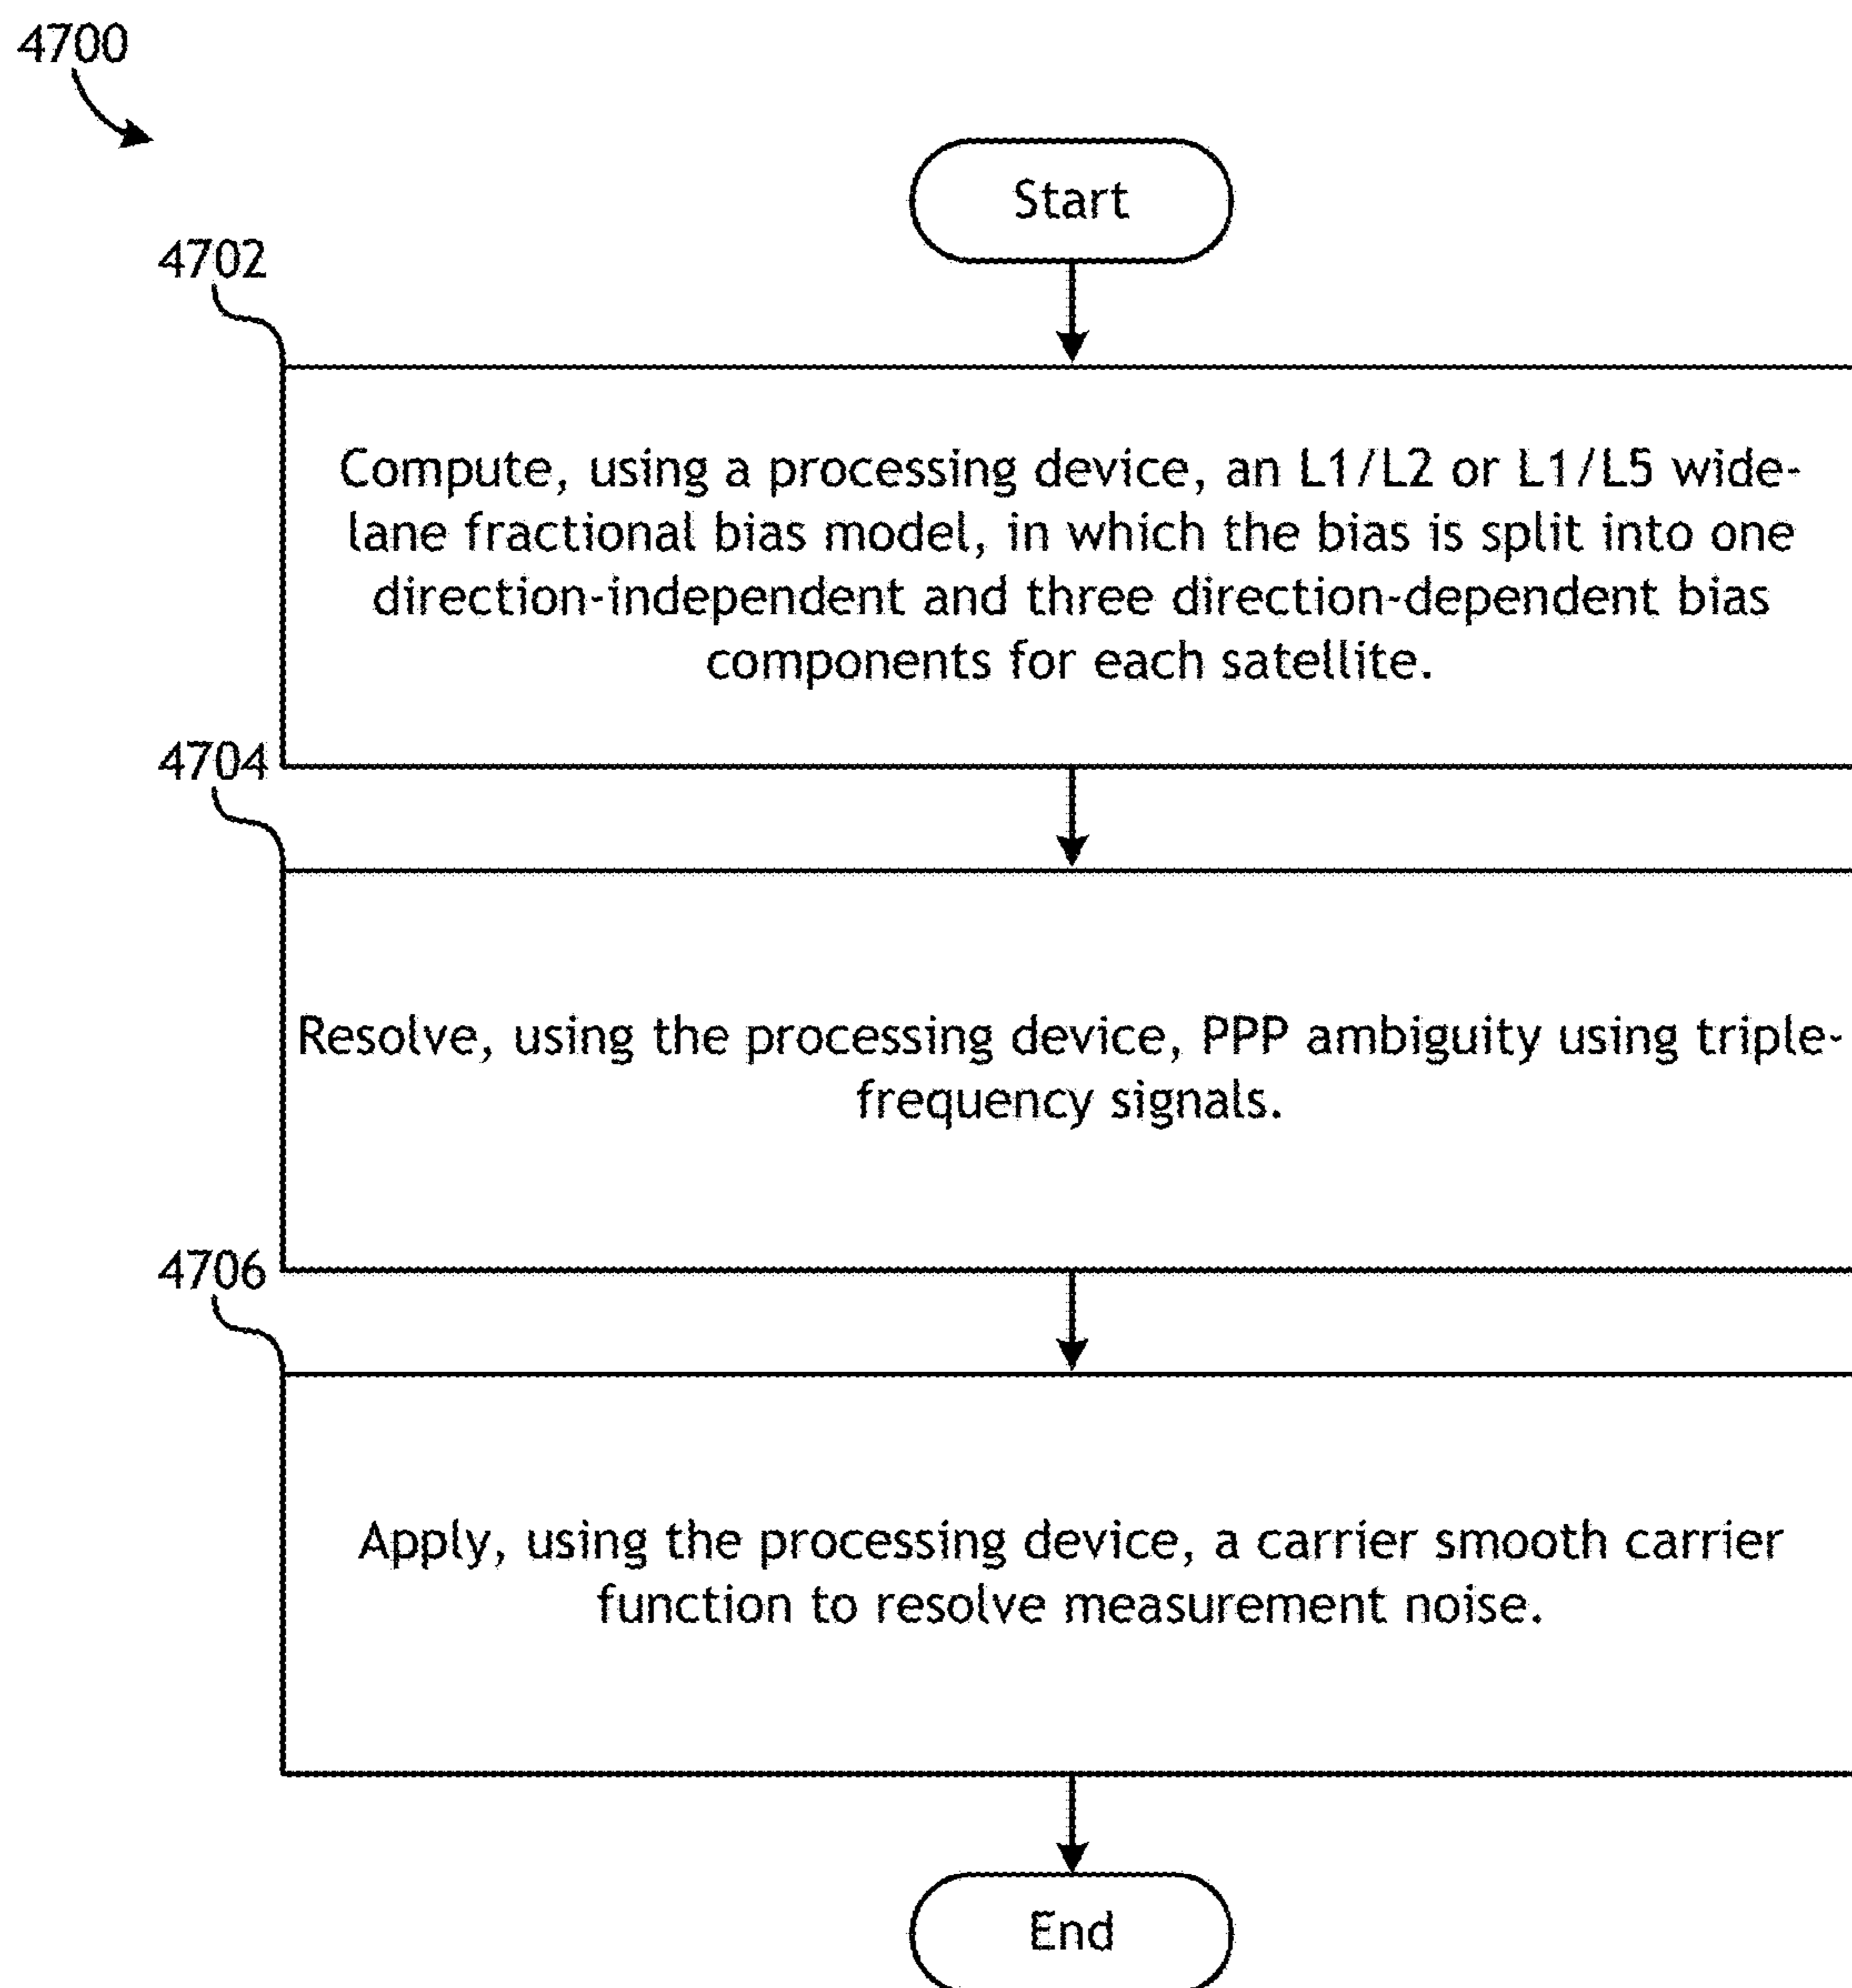 4700
Start
4702
Compute, using a processing device, an L1/L2 or L1/L5 wide-
lane fractional bias model, in which the bias is split into one
direction-independent and three direction-dependent bias
components for each satellite.
4704
Resolve, using the processing device, PPP ambiguity using triple-
frequency signals.
4706
Apply, using the processing device, a carrier smooth carrier
function to resolve measurement noise.
End